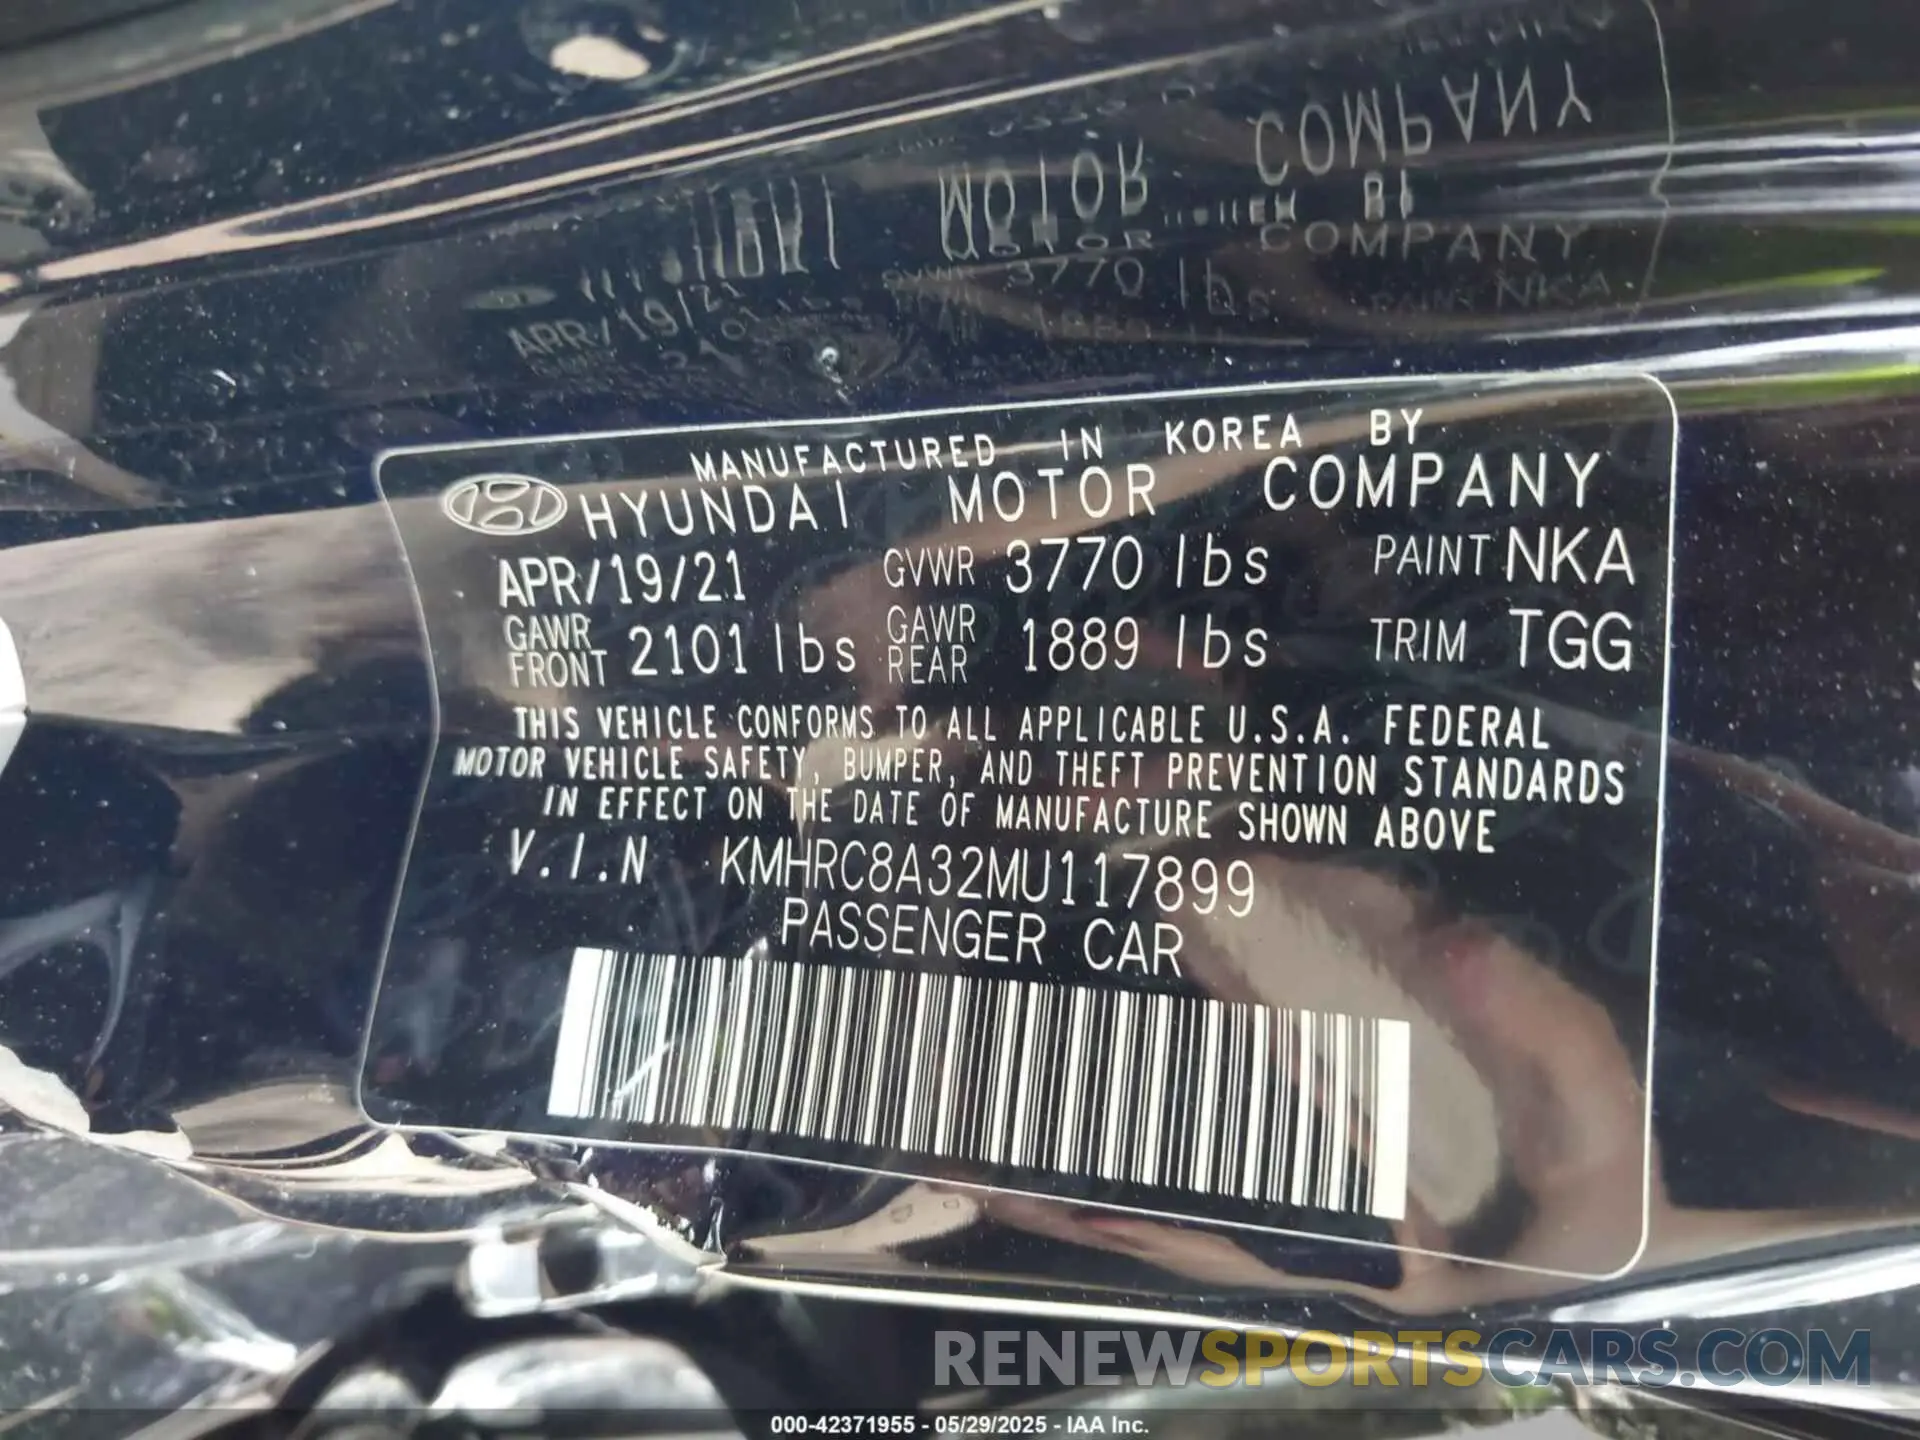 MANUFACTURED IN KOREA BY
HYUNDAI MOTOR COMPANY
APR/19/21 GVWR 3770 lbs PAINT NKA
GAWR FRONT 2101 lbs GAWR REAR 1889 lbs TRIM TGG
THIS VEHICLE CONFORMS TO ALL APPLICABLE U.S.A. FEDERAL
MOTOR VEHICLE SAFETY, BUMPER, AND THEFT PREVENTION STANDARDS
IN EFFECT ON THE DATE OF MANUFACTURE SHOWN ABOVE
V.I.N KMHRC8A32MU117899
PASSENGER CAR
RENEWSPORTSCARS.COM
000-42371955 - 05/29/2025 - IAA Inc.